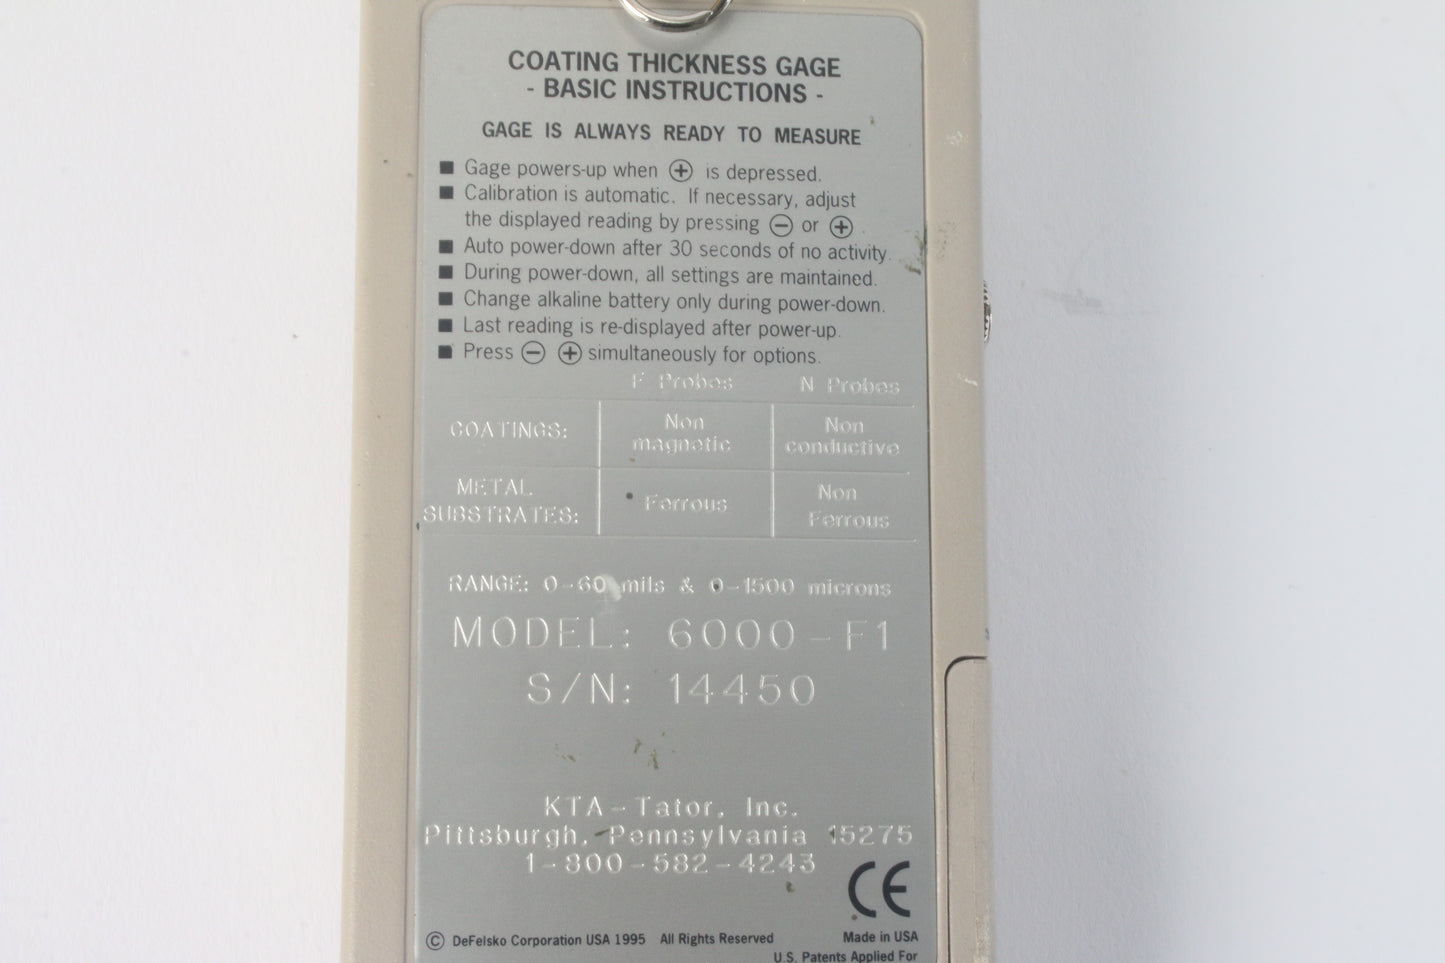 COATING THICKNESS GAGE
- BASIC INSTRUCTIONS -
GAGE IS ALWAYS READY TO MEASURE
■ Gage powers-up when ⊕ is depressed.
■ Calibration is automatic. If necessary, adjust
the displayed reading by pressing ⊖ or ⊕ .
■ Auto power-down after 30 seconds of no activity.
■ During power-down, all settings are maintained.
■ Change alkaline battery only during power-down.
■ Last reading is re-displayed after power-up.
■ Press ⊖ ⊕ simultaneously for options.
F Probes N Probes
COATINGS: Non magnetic Non conductive
METAL SUBSTRATES: Ferrous Non Ferrous
RANGE: 0-60 mils & 0-1500 microns
MODEL: 6000-F1
S/N: 14450
KTA-Tator, Inc.
Pittsburgh, Pennsylvania 15275
1-800-582-4243
CE
© DeFelsko Corporation USA 1995 All Rights Reserved Made in USA
U.S. Patents Applied For